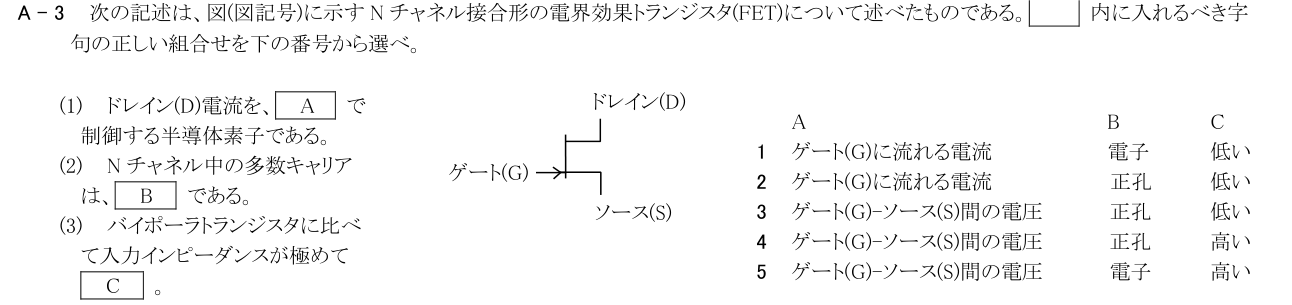 A－3　次の記述は、図(図記号)に示す N チャネル接合形の電界効果トランジスタ(FET)について述べたものである。　　　内に入れるべき字
句の正しい組合せを下の番号から選べ。
(1)　ドレイン(D)電流を、 A で
制御する半導体素子である。
(2)　N チャネル中の多数キャリア
は、 B である。
(3)　バイポーラトランジスタに比べ
て入力インピーダンスが極めて
C 。
ドレイン(D)
ゲート(G)
ソース(S)
A　B　C
1　ゲート(G)に流れる電流　電子　低い
2　ゲート(G)に流れる電流　正孔　低い
3　ゲート(G)-ソース(S)間の電圧　正孔　低い
4　ゲート(G)-ソース(S)間の電圧　正孔　高い
5　ゲート(G)-ソース(S)間の電圧　電子　高い